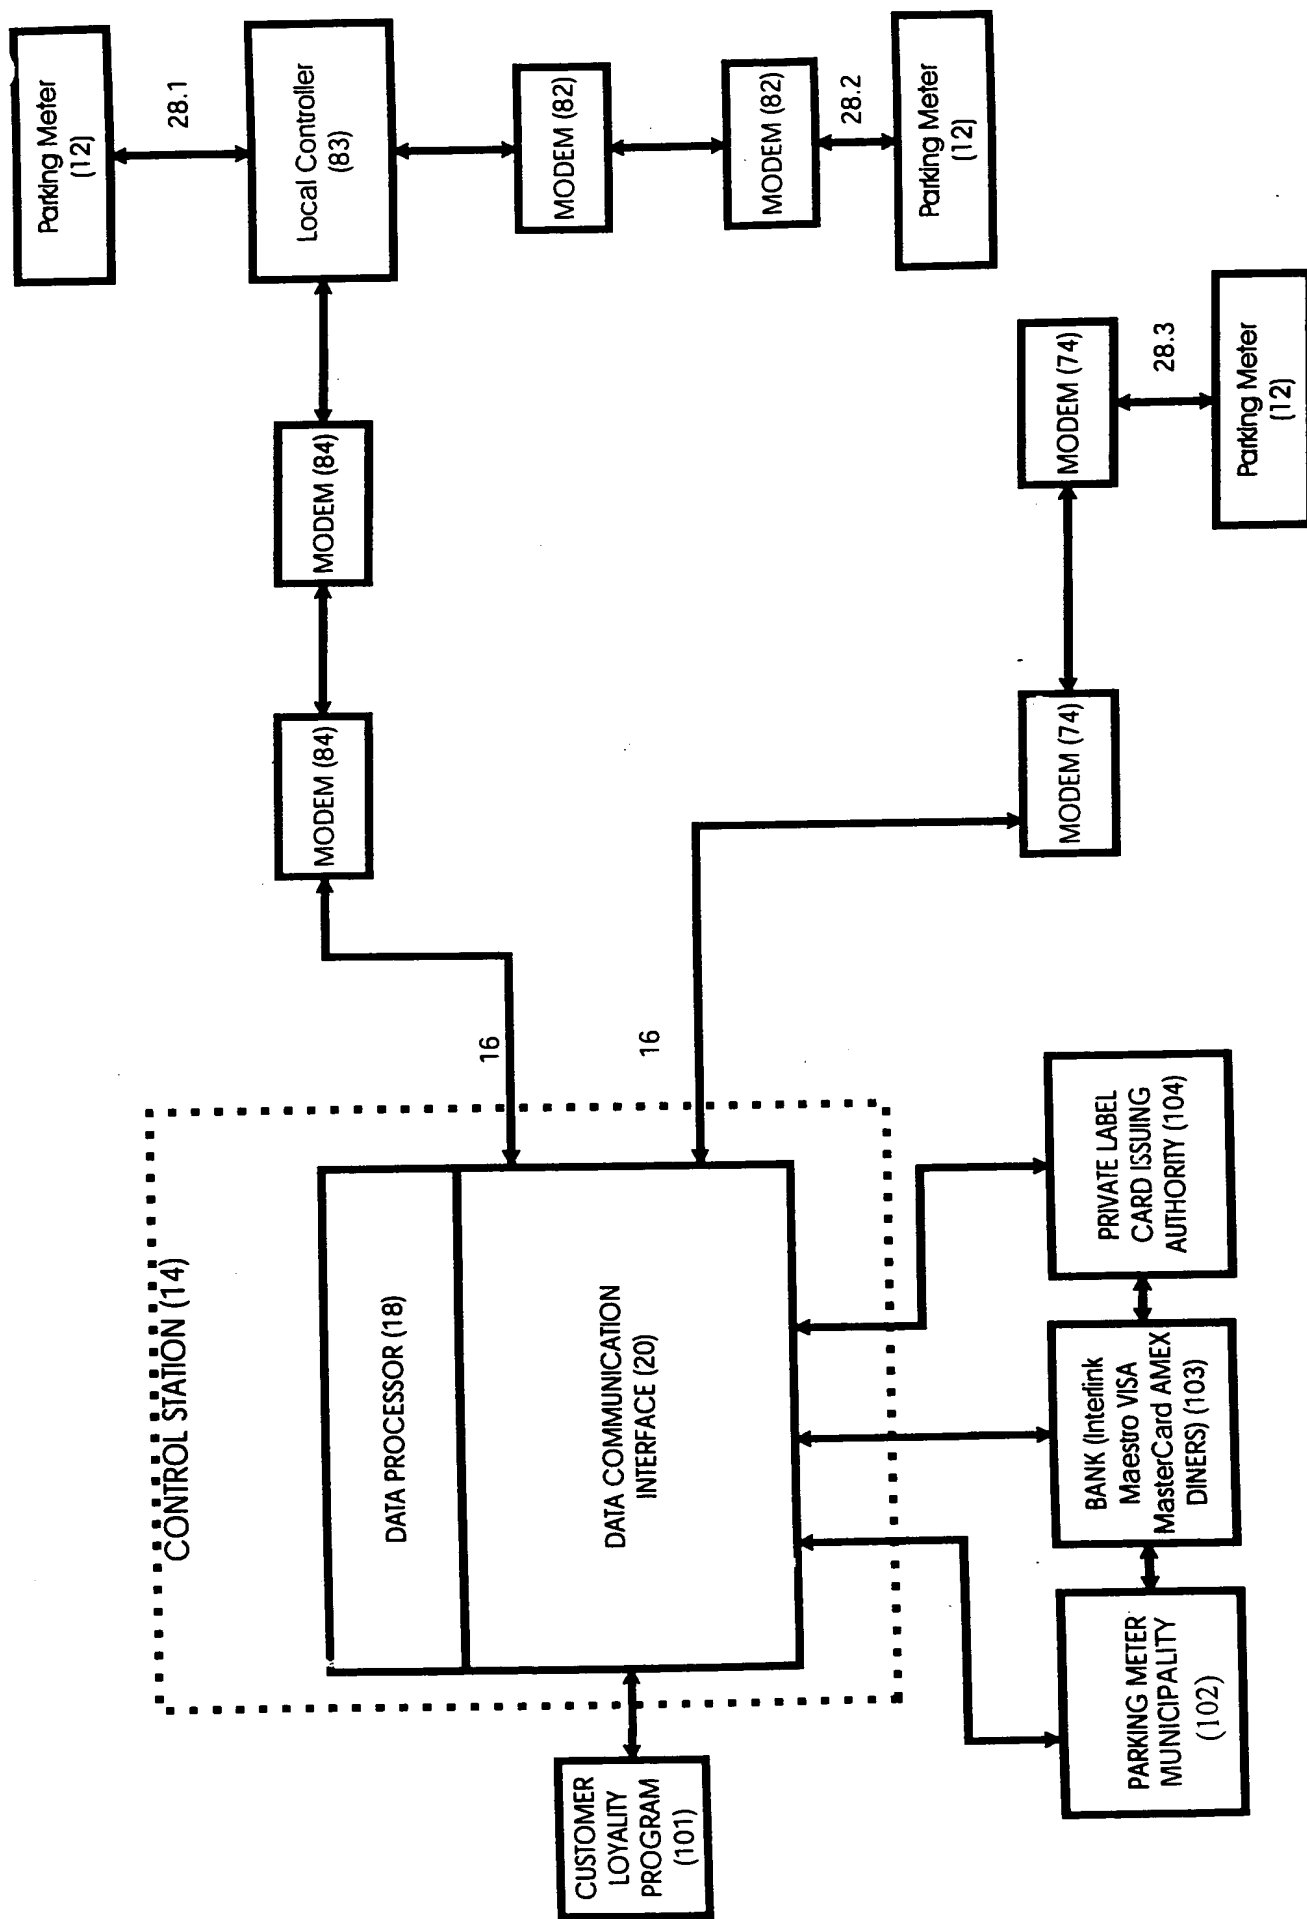 CUSTOMER
LOYALITY
PROGRAM
(101)
CONTROL STATION (14)
DATA PROCESSOR (18)
DATA COMMUNICATION
INTERFACE (20)
PARKING METER
MUNICIPALITY
(102)
BANK (Interlink
Maestro VISA
MasterCard AMEX
DINERS) (103)
PRIVATE LABEL
CARD ISSUING
AUTHORITY (104)
16
16
MODEM (84)
MODEM (84)
Local Controller
(83)
28.1
Parking Meter
(12)
MODEM (82)
MODEM (82)
28.2
Parking Meter
(12)
MODEM (74)
MODEM (74)
28.3
Parking Meter
(12)